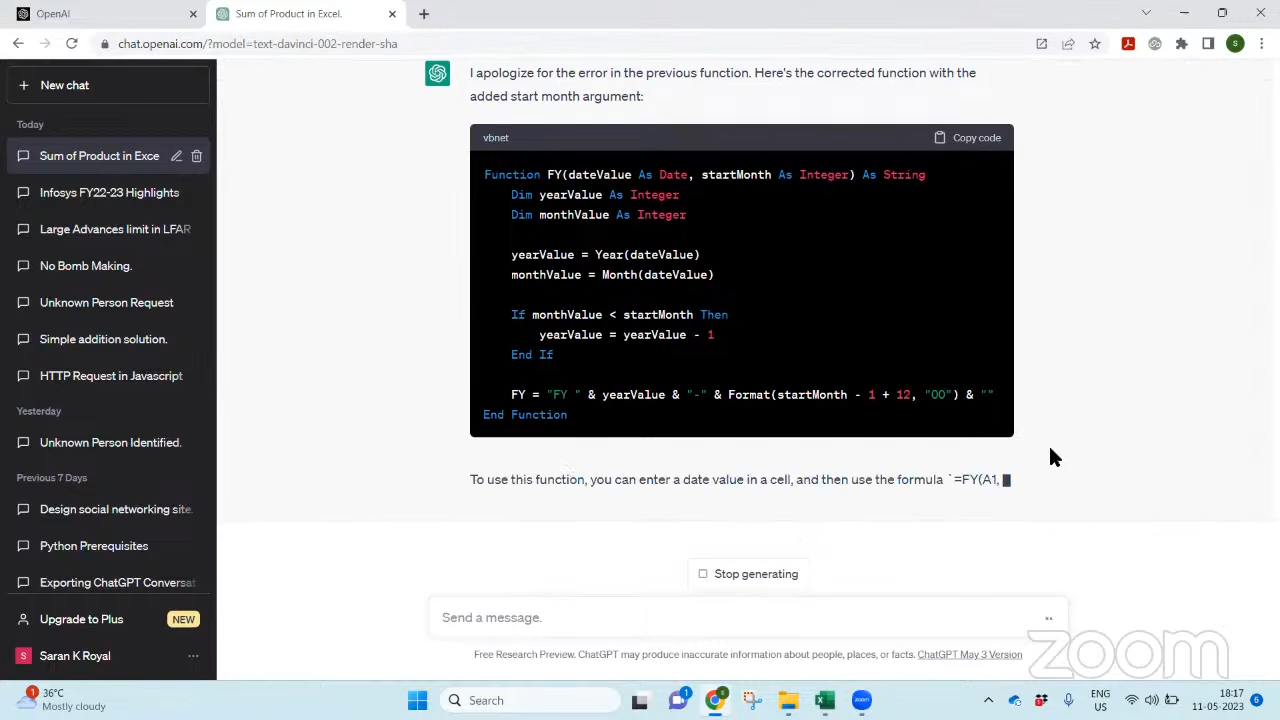 OpenAI
Sum of Product in Excel.
chat.openai.com/?model=text-davinci-002-render-sha
S
New chat
Today
Sum of Product in Exce
Infosys FY22-23 Highlights
Large Advances limit in LFAR
No Bomb Making.
Unknown Person Request
Simple addition solution.
HTTP Request in Javascript
Yesterday
Unknown Person Identified.
Previous 7 Days
Design social networking site.
Python Prerequisites
Exporting ChatGPT Conversat
Upgrade to Plus NEW
S Saran K Royal
I apologize for the error in the previous function. Here's the corrected function with the
added start month argument:
vbnet Copy code
Function FY(dateValue As Date, startMonth As Integer) As String
Dim yearValue As Integer
Dim monthValue As Integer
yearValue = Year(dateValue)
monthValue = Month(dateValue)
If monthValue < startMonth Then
yearValue = yearValue - 1
End If
FY = "FY " & yearValue & "-" & Format(startMonth - 1 + 12, "00") & ""
End Function
To use this function, you can enter a date value in a cell, and then use the formula `=FY(A1,
Stop generating
Send a message.
Free Research Preview. ChatGPT may produce inaccurate information about people, places, or facts. ChatGPT May 3 Version
zoom
1
36°C
Mostly cloudy
Search
1
zoom
ENG
US
18:17
11-05-2023
6